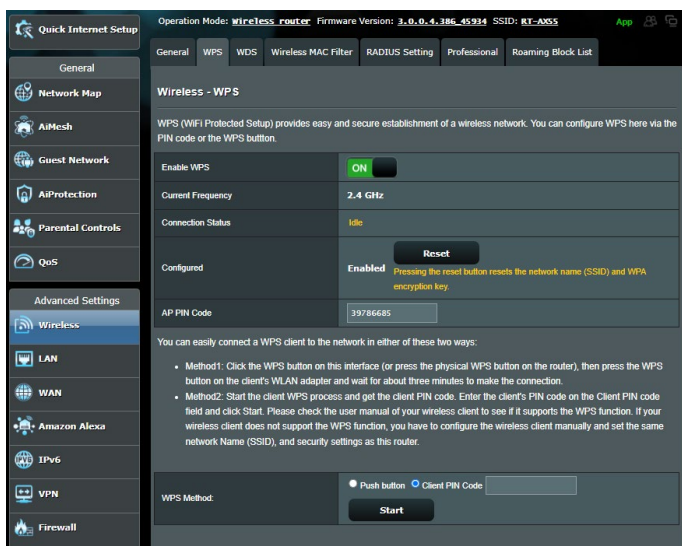 Quick Internet Setup
General
Network Map
AiMesh
Guest Network
AiProtection
Parental Controls
QoS
Advanced Settings
Wireless
LAN
WAN
Amazon Alexa
IPv6
VPN
Firewall
Operation Mode: Wireless router Firmware Version: 3.0.0.4.386_45934 SSID: RT-AX55 App
General WPS WDS Wireless MAC Filter RADIUS Setting Professional Roaming Block List
Wireless - WPS
WPS (WiFi Protected Setup) provides easy and secure establishment of a wireless network. You can configure WPS here via the
PIN code or the WPS buttton.
Enable WPS ON
Current Frequency 2.4 GHz
Connection Status Idle
Configured Enabled Reset
Pressing the reset button resets the network name (SSID) and WPA
encryption key.
AP PIN Code 39786685
You can easily connect a WPS client to the network in either of these two ways:
• Method1: Click the WPS button on this interface (or press the physical WPS button on the router), then press the WPS
button on the client's WLAN adapter and wait for about three minutes to make the connection.
• Method2: Start the client WPS process and get the client PIN code. Enter the client's PIN code on the Client PIN code
field and click Start. Please check the user manual of your wireless client to see if it supports the WPS function. If your
wireless client does not support the WPS function, you have to configure the wireless client manually and set the same
network Name (SSID), and security settings as this router.
WPS Method: Push button Client PIN Code
Start